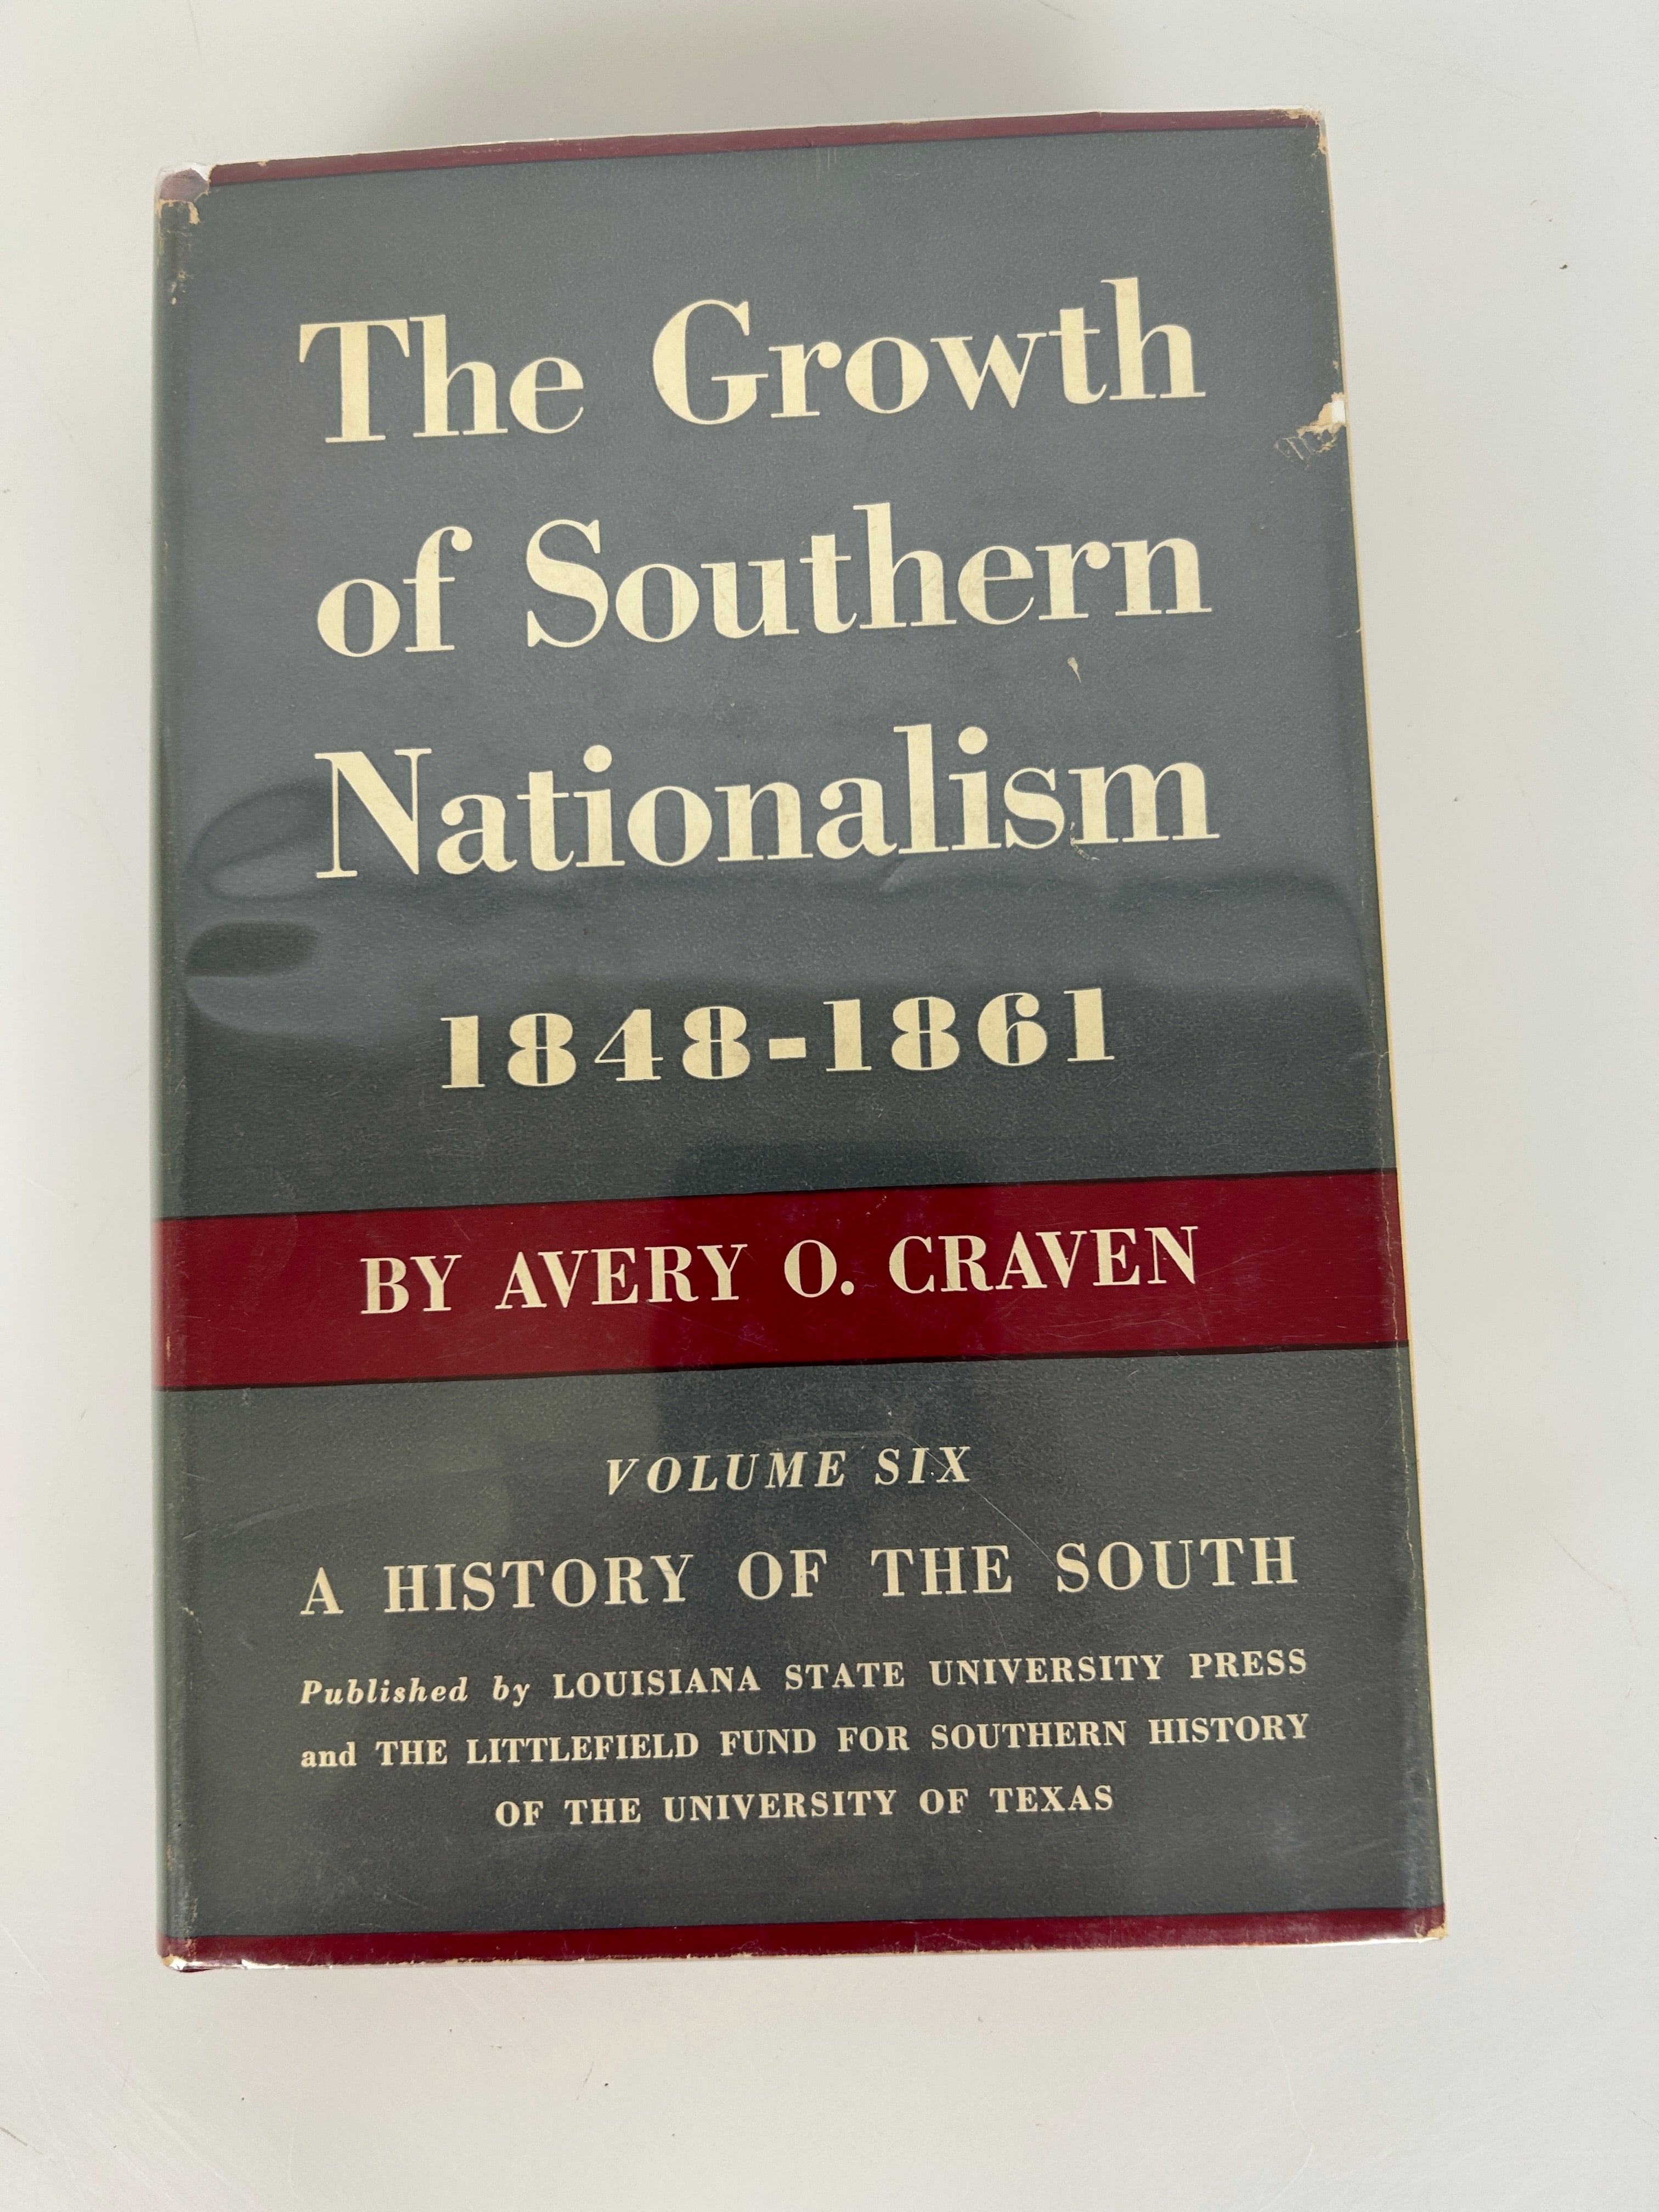 The Growth
of Southern
Nationalism
1848-1861
BY AVERY O. CRAVEN
VOLUME SIX
A HISTORY OF THE SOUTH
Published by LOUISIANA STATE UNIVERSITY PRESS
and THE LITTLEFIELD FUND FOR SOUTHERN HISTORY
OF THE UNIVERSITY OF TEXAS